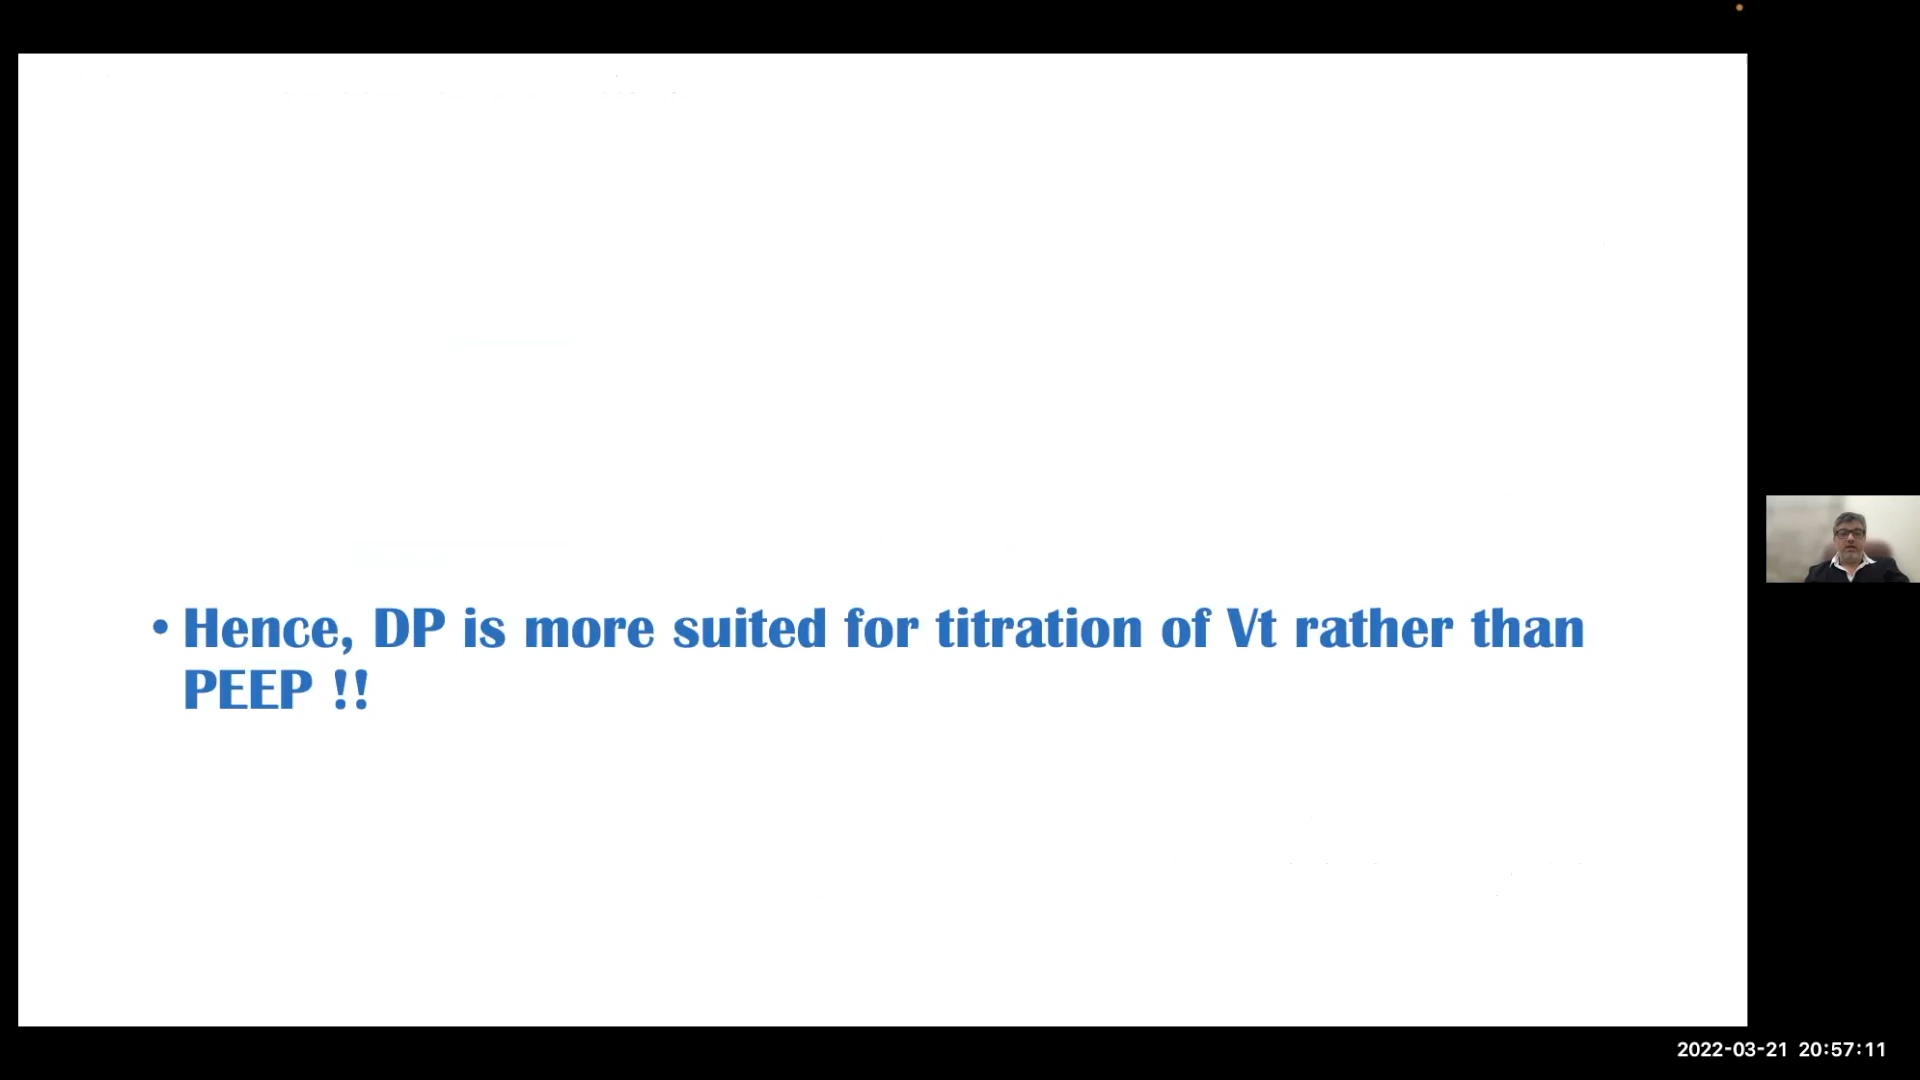 • Hence, DP is more suited for titration of Vt rather than
PEEP !!
2022-03-21 20:57:11